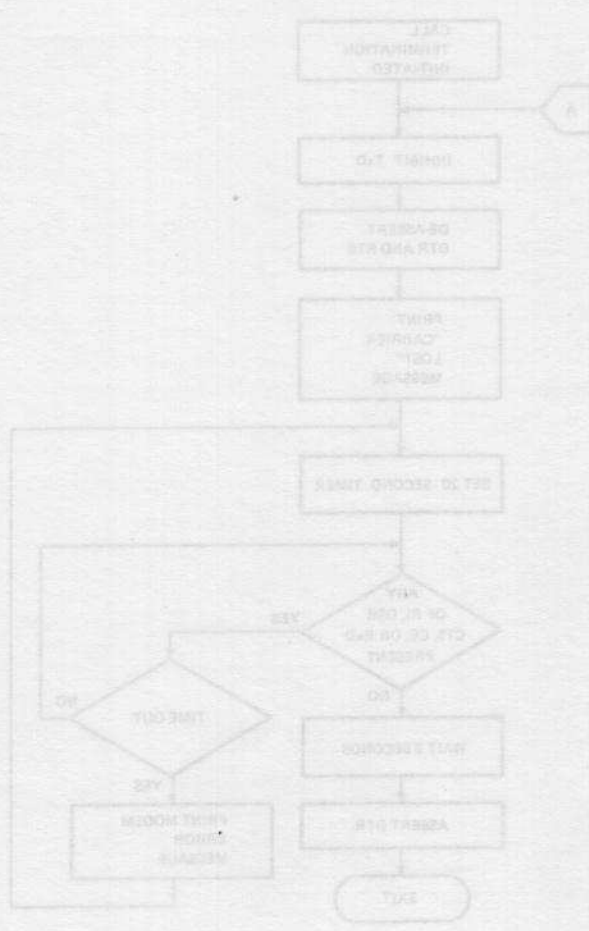 CALL
TERMINATION
INITIATED
A
INHIBIT TxD
DE-ASSERT
DTR AND RTS
PRINT
"CARRIER
LOST"
MESSAGE
SET 20 SECOND TIMER
ANY
OF RI, DSR,
CTS, CD, OR RxD
PRESENT
YES
NO
TIME OUT
NO
YES
WAIT 2 SECONDS
PRINT MODEM
ERROR
MESSAGE
ASSERT DTR
EXIT